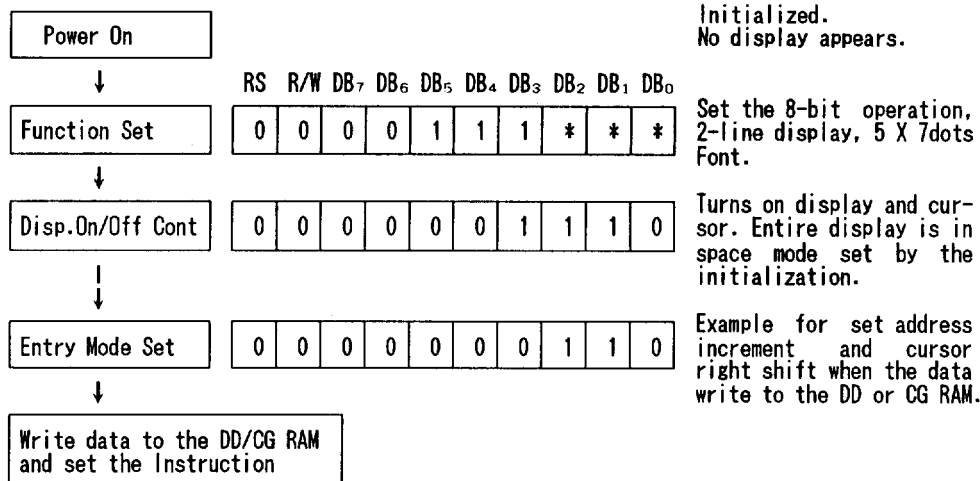 Power On
Initialized.
No display appears.
↓
RS R/W DB₇ DB₆ DB₅ DB₄ DB₃ DB₂ DB₁ DB₀
Function Set
0 0 0 0 1 1 1 * * *
Set the 8-bit operation,
2-line display, 5 X 7dots
Font.
↓
Disp.On/Off Cont
0 0 0 0 0 0 1 1 1 0
Turns on display and cur-
sor. Entire display is in
space mode set by the
initialization.
↓
Entry Mode Set
0 0 0 0 0 0 0 1 1 0
Example for set address
increment and cursor
right shift when the data
write to the DD or CG RAM.
↓
Write data to the DD/CG RAM
and set the Instruction